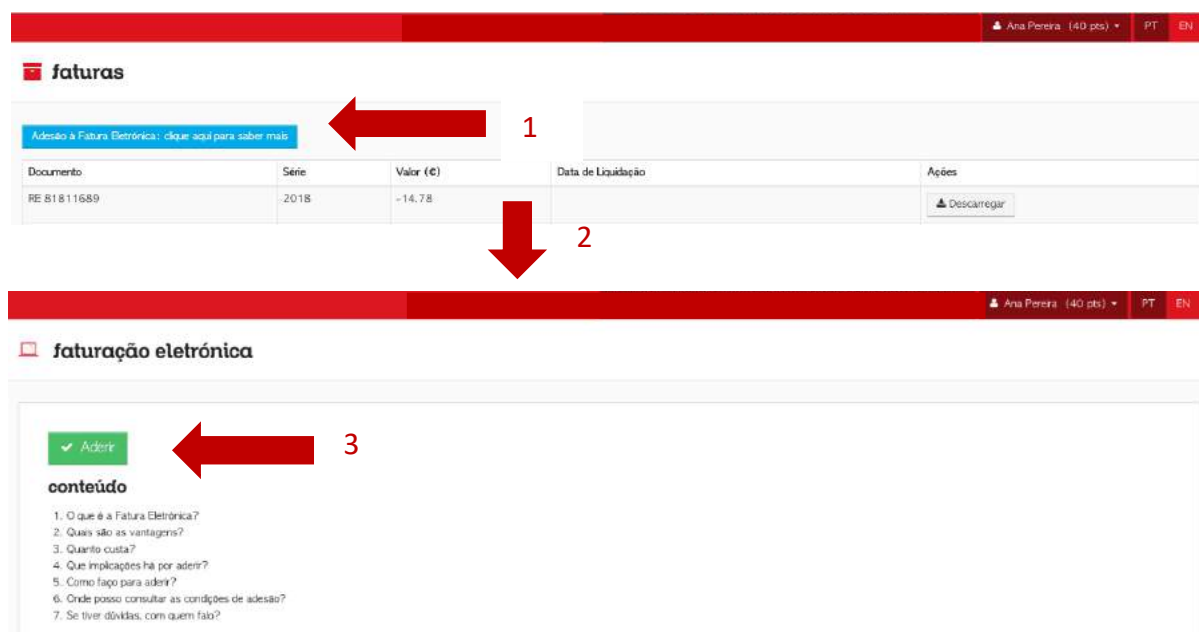 Ana Pereira (40 pts) PT EN
faturas
Adesão à Fatura Eletrónica: clique aqui para saber mais
1
Documento Série Valor (€) Data de Liquidação Ações
RE 81811689 2018 -14.78 Descarregar
2
Ana Pereira (40 pts) PT EN
faturação eletrónica
Aderir
3
conteúdo
1. O que é a Fatura Eletrónica?
2. Quais são as vantagens?
3. Quanto custa?
4. Que implicações há por aderir?
5. Como faço para aderir?
6. Onde posso consultar as condições de adesão?
7. Se tiver dúvidas, com quem falo?